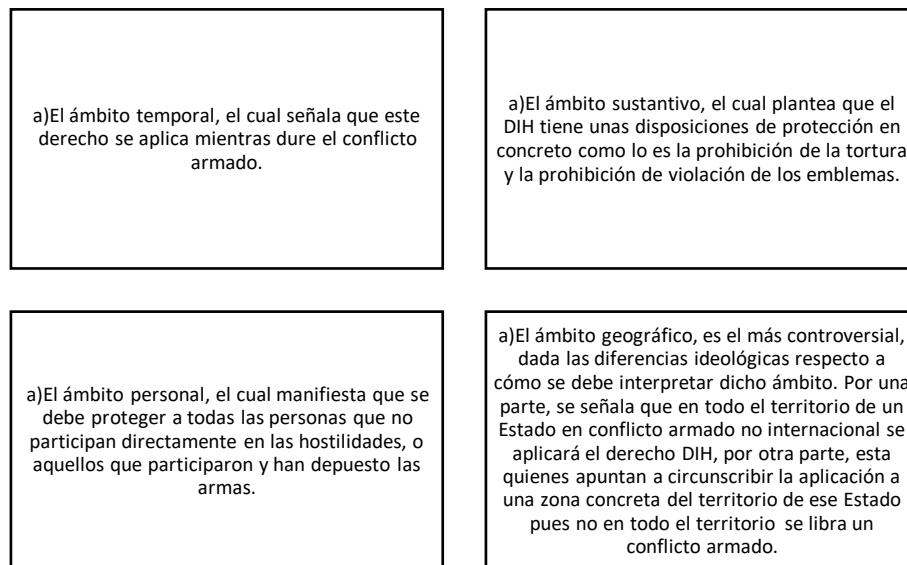 a)El ámbito temporal, el cual señala que este
derecho se aplica mientras dure el conflicto
armado.
a)El ámbito sustantivo, el cual plantea que el
DIH tiene unas disposiciones de protección en
concreto como lo es la prohibición de la tortura
y la prohibición de violación de los emblemas.
a)El ámbito personal, el cual manifiesta que se
debe proteger a todas las personas que no
participan directamente en las hostilidades, o
aquellos que participaron y han depuesto las
armas.
a)El ámbito geográfico, es el más controversial,
dada las diferencias ideológicas respecto a
cómo se debe interpretar dicho ámbito. Por una
parte, se señala que en todo el territorio de un
Estado en conflicto armado no internacional se
aplicará el derecho DIH, por otra parte, esta
quienes apuntan a circunscribir la aplicación a
una zona concreta del territorio de ese Estado
pues no en todo el territorio se libra un
conflicto armado.